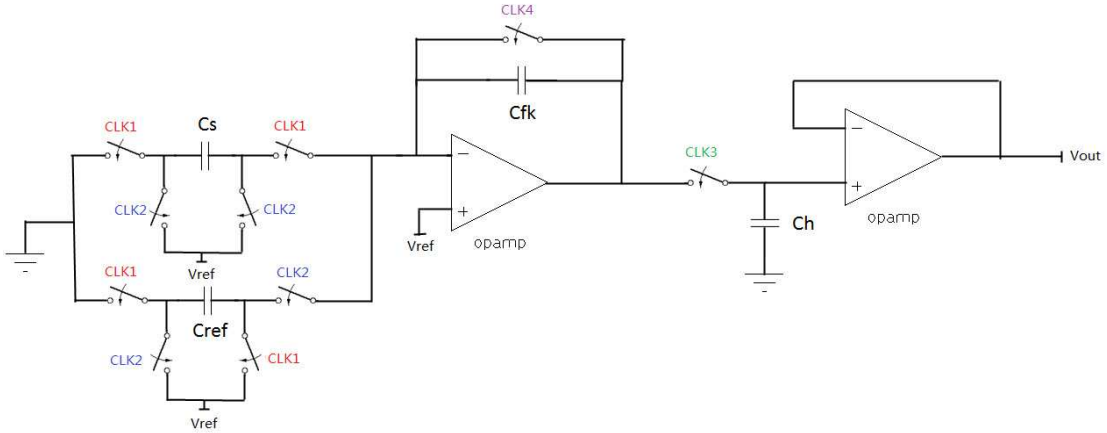 CLK4
Cfk
CLK1
Cs
CLK1
CLK3
Vout
CLK2
CLK2
Vref
opamp
opamp
Ch
Vref
CLK1
CLK2
Cref
CLK2
CLK1
Vref
−
+
−
+